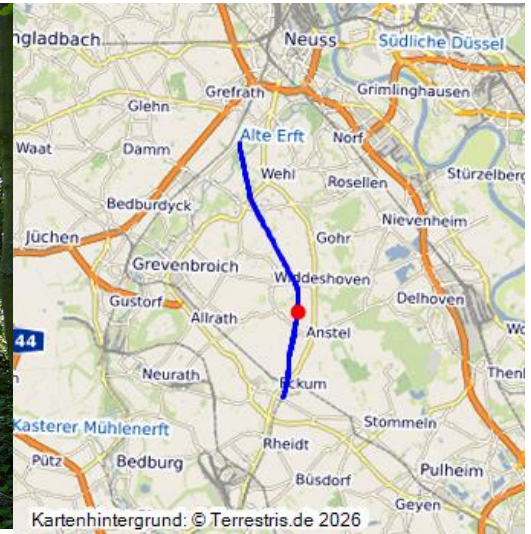 ngladbach
Neuss
Südliche Düssel
Grefrath
Grimlinghausen
Glehn
Alte Erft
Norf
Waat
Damm
Wehl
Rosellen
Stürzelberg
Bedburdyck
Nievenheim
Jüchen
Gohr
Grevenbroich
Widdeshoven
Gustorf
Allrath
Delhoven
Anstel
44
Neurath
Eckum
Kasterer Mühlenerft
Stommeln
Rheidt
Pütz
Bedburg
Pulheim
Büsdorf
Geyen
Kartenhintergrund: © Terrestris.de 2026